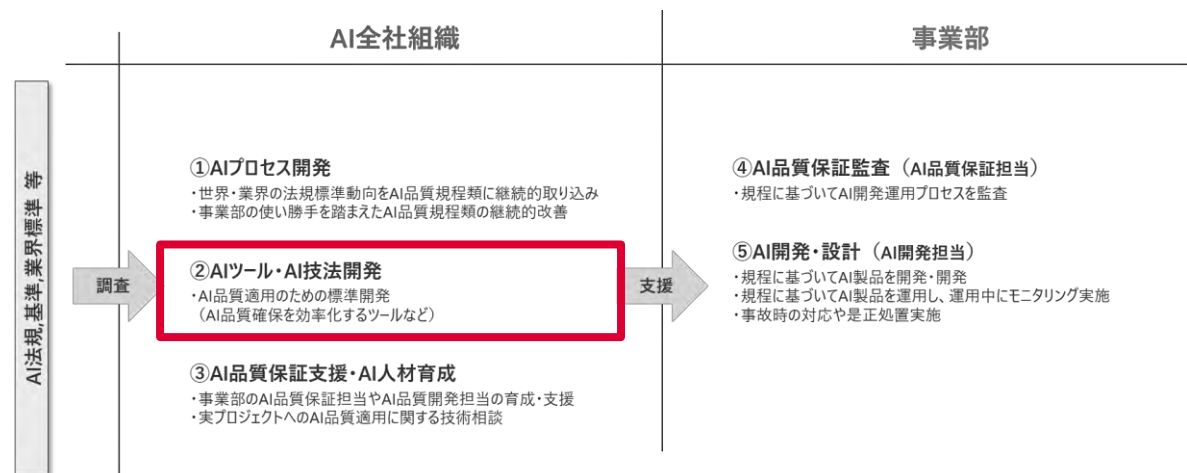 AI全社組織
事業部
AI法規,基準,業界標準 等
調査
①AIプロセス開発
・世界・業界の法規標準動向をAI品質規程類に継続的取り込み
・事業部の使い勝手を踏まえたAI品質規程類の継続的改善
②AIツール・AI技法開発
・AI品質適用のための標準開発
（AI品質確保を効率化するツールなど）
③AI品質保証支援・AI人材育成
・事業部のAI品質保証担当やAI品質開発担当の育成・支援
・実プロジェクトへのAI品質適用に関する技術相談
支援
④AI品質保証監査（AI品質保証担当）
・規程に基づいてAI開発運用プロセスを監査
⑤AI開発・設計（AI開発担当）
・規程に基づいてAI製品を開発・開発
・規程に基づいてAI製品を運用し、運用中にモニタリング実施
・事故時の対応や是正処置実施